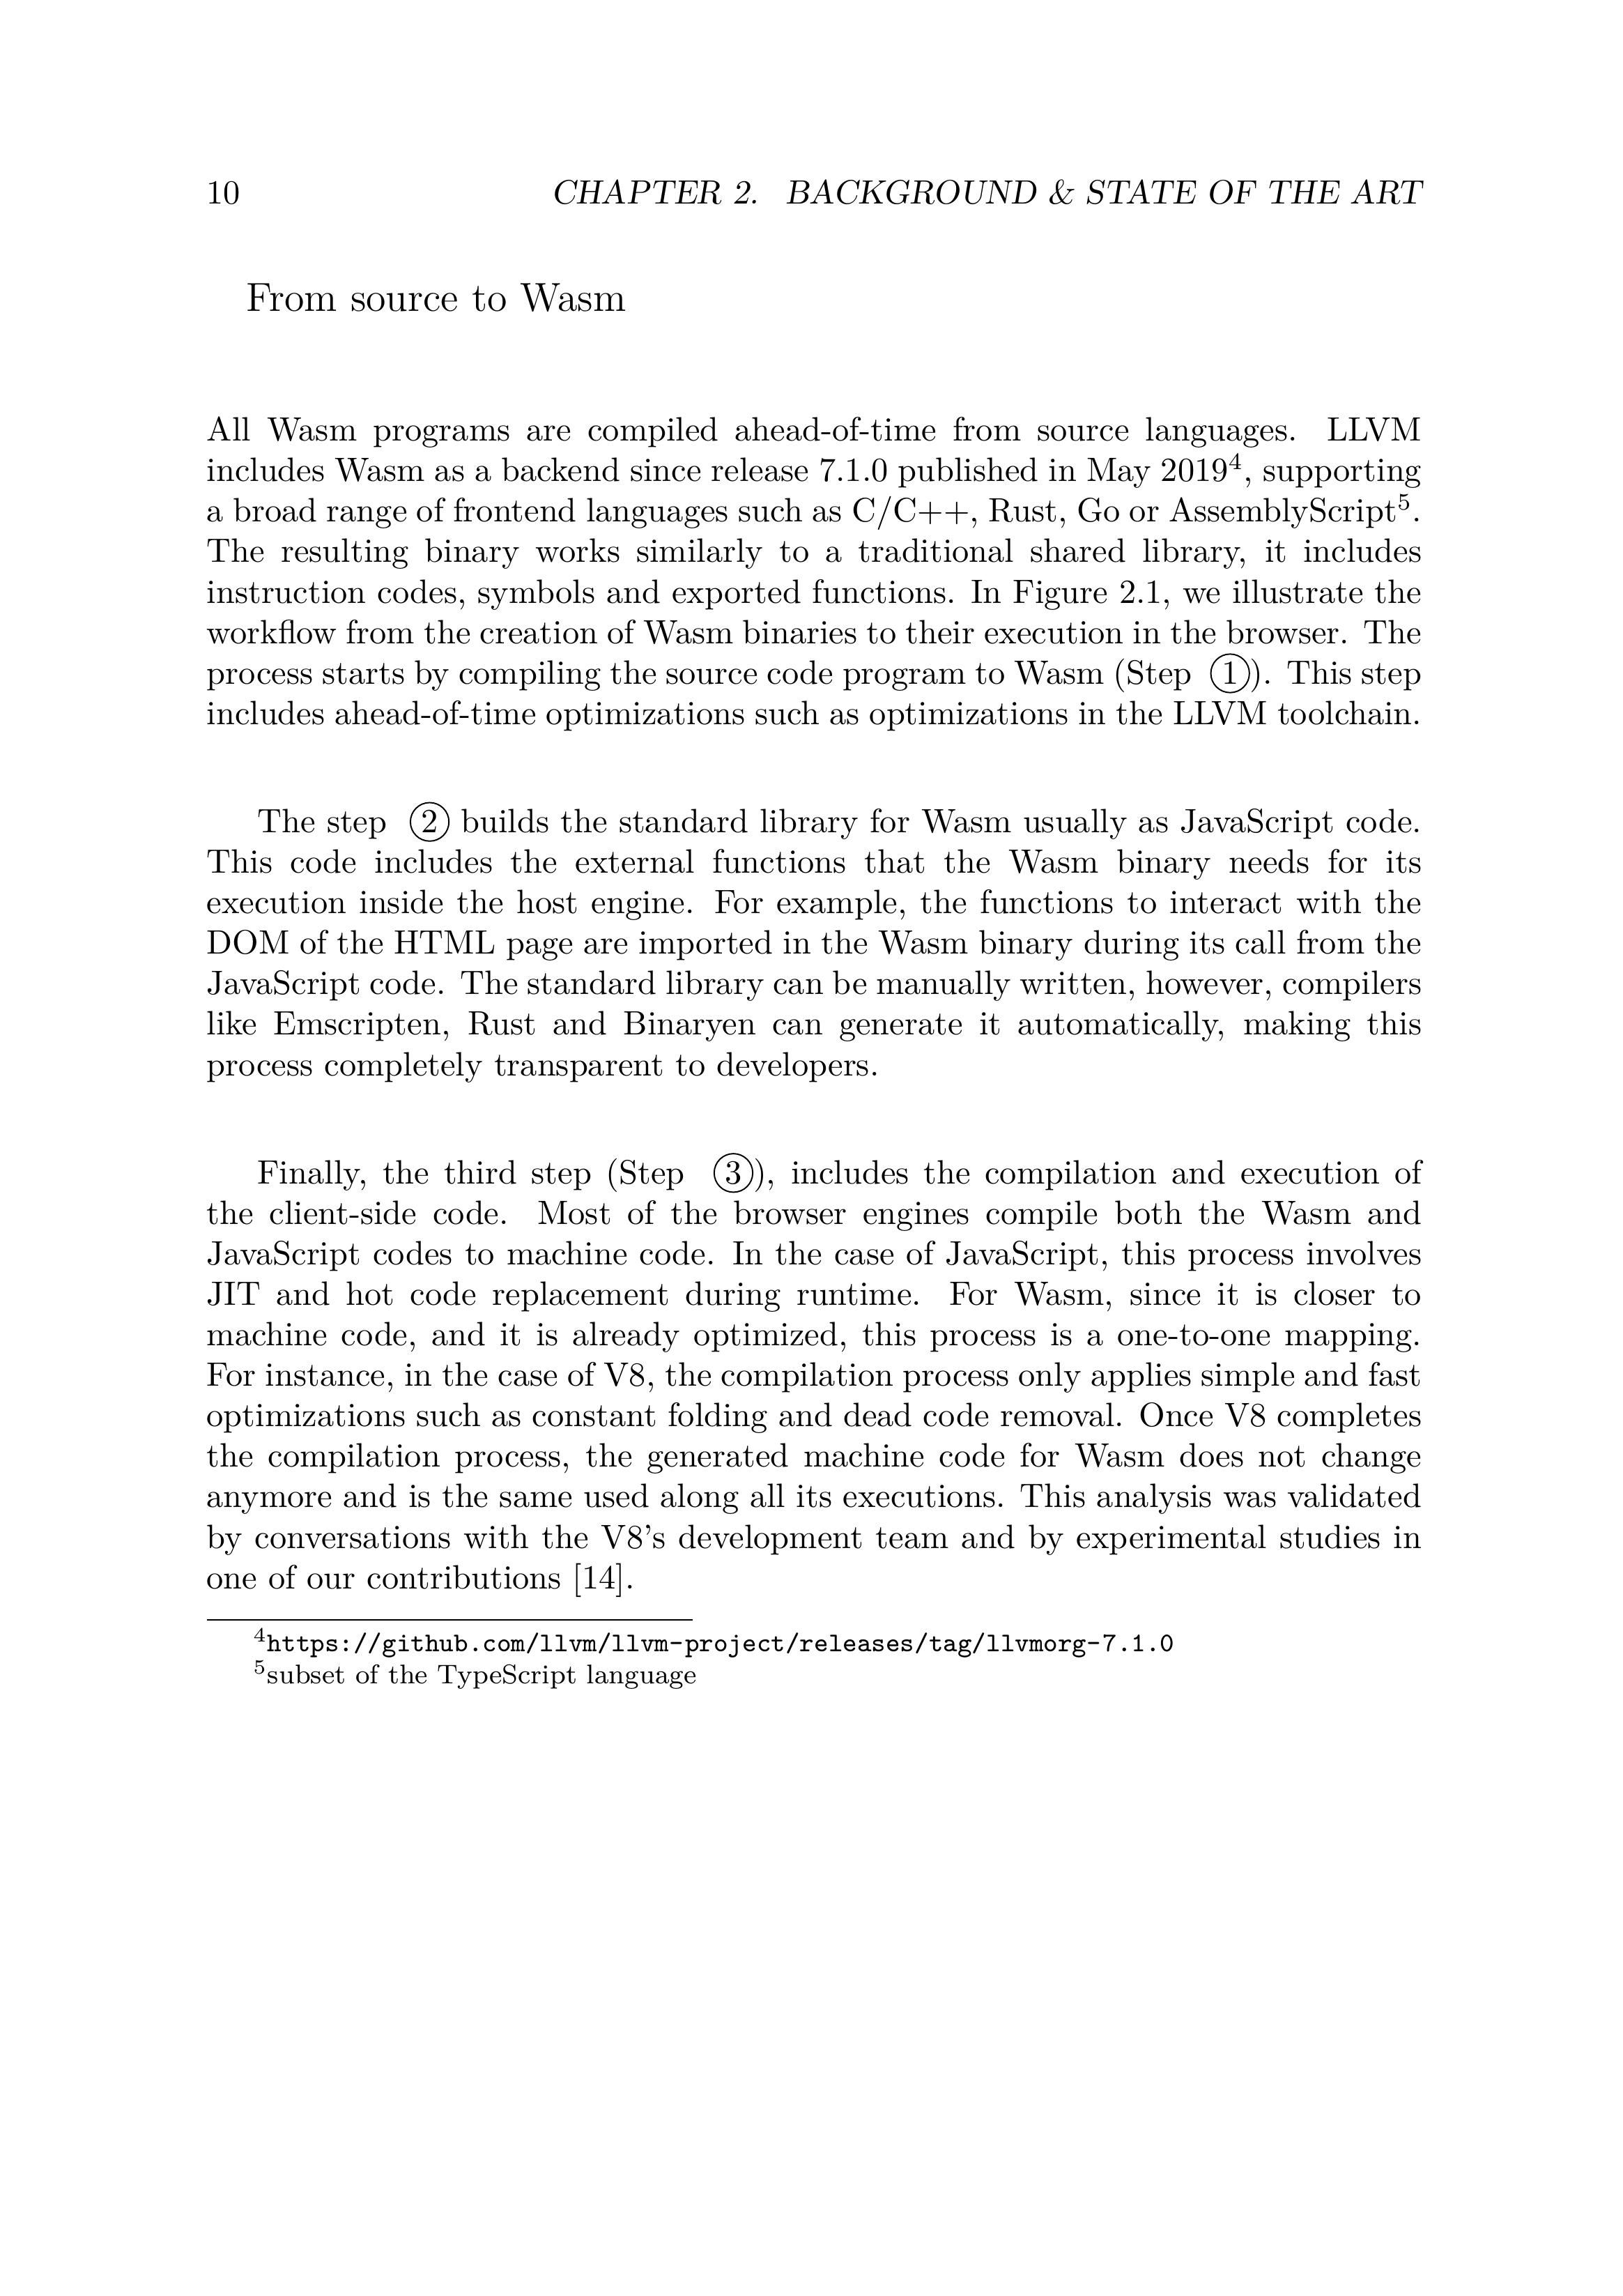 10 CHAPTER 2. BACKGROUND & STATE OF THE ART
From source to Wasm
All Wasm programs are compiled ahead-of-time from source languages. LLVM
includes Wasm as a backend since release 7.1.0 published in May 2019⁴, supporting
a broad range of frontend languages such as C/C++, Rust, Go or AssemblyScript⁵.
The resulting binary works similarly to a traditional shared library, it includes
instruction codes, symbols and exported functions. In Figure 2.1, we illustrate the
workflow from the creation of Wasm binaries to their execution in the browser. The
process starts by compiling the source code program to Wasm (Step ①). This step
includes ahead-of-time optimizations such as optimizations in the LLVM toolchain.
The step ② builds the standard library for Wasm usually as JavaScript code.
This code includes the external functions that the Wasm binary needs for its
execution inside the host engine. For example, the functions to interact with the
DOM of the HTML page are imported in the Wasm binary during its call from the
JavaScript code. The standard library can be manually written, however, compilers
like Emscripten, Rust and Binaryen can generate it automatically, making this
process completely transparent to developers.
Finally, the third step (Step ③), includes the compilation and execution of
the client-side code. Most of the browser engines compile both the Wasm and
JavaScript codes to machine code. In the case of JavaScript, this process involves
JIT and hot code replacement during runtime. For Wasm, since it is closer to
machine code, and it is already optimized, this process is a one-to-one mapping.
For instance, in the case of V8, the compilation process only applies simple and fast
optimizations such as constant folding and dead code removal. Once V8 completes
the compilation process, the generated machine code for Wasm does not change
anymore and is the same used along all its executions. This analysis was validated
by conversations with the V8's development team and by experimental studies in
one of our contributions [14].
⁴https://github.com/llvm/llvm-project/releases/tag/llvmorg-7.1.0
⁵subset of the TypeScript language